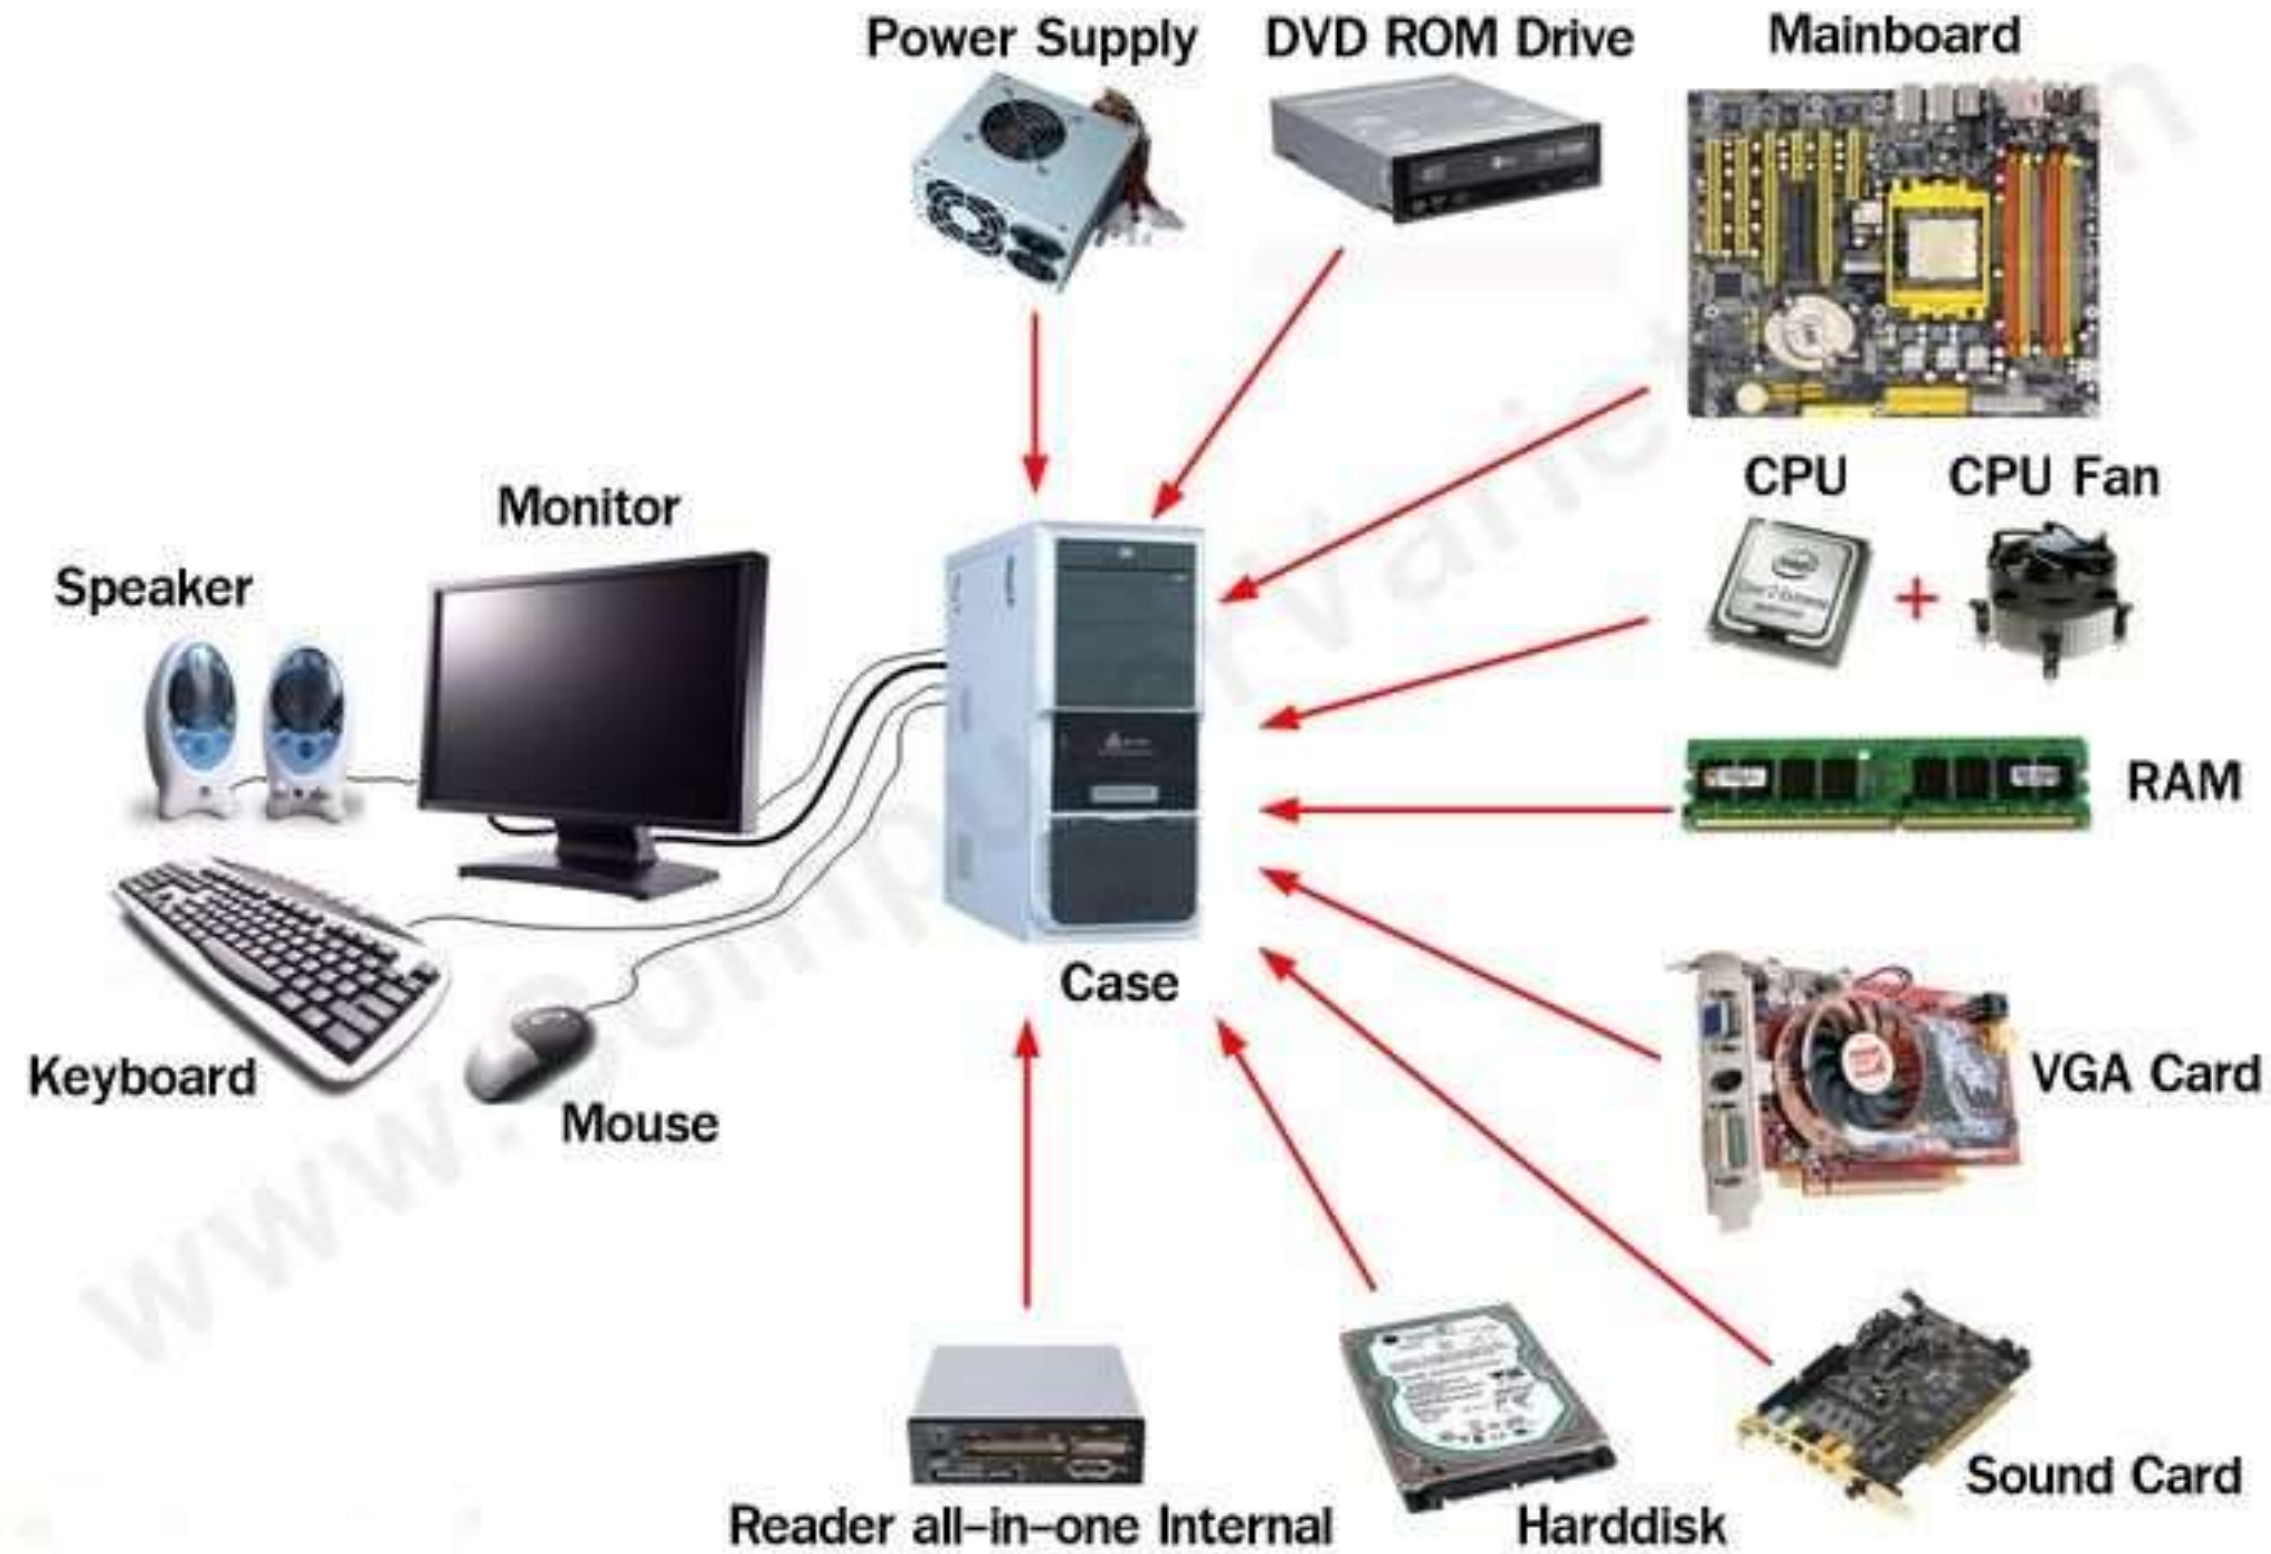 Power Supply
DVD ROM Drive
Mainboard
CPU
CPU Fan
Monitor
Speaker
RAM
Case
Keyboard
Mouse
VGA Card
Sound Card
Reader all-in-one Internal
Harddisk